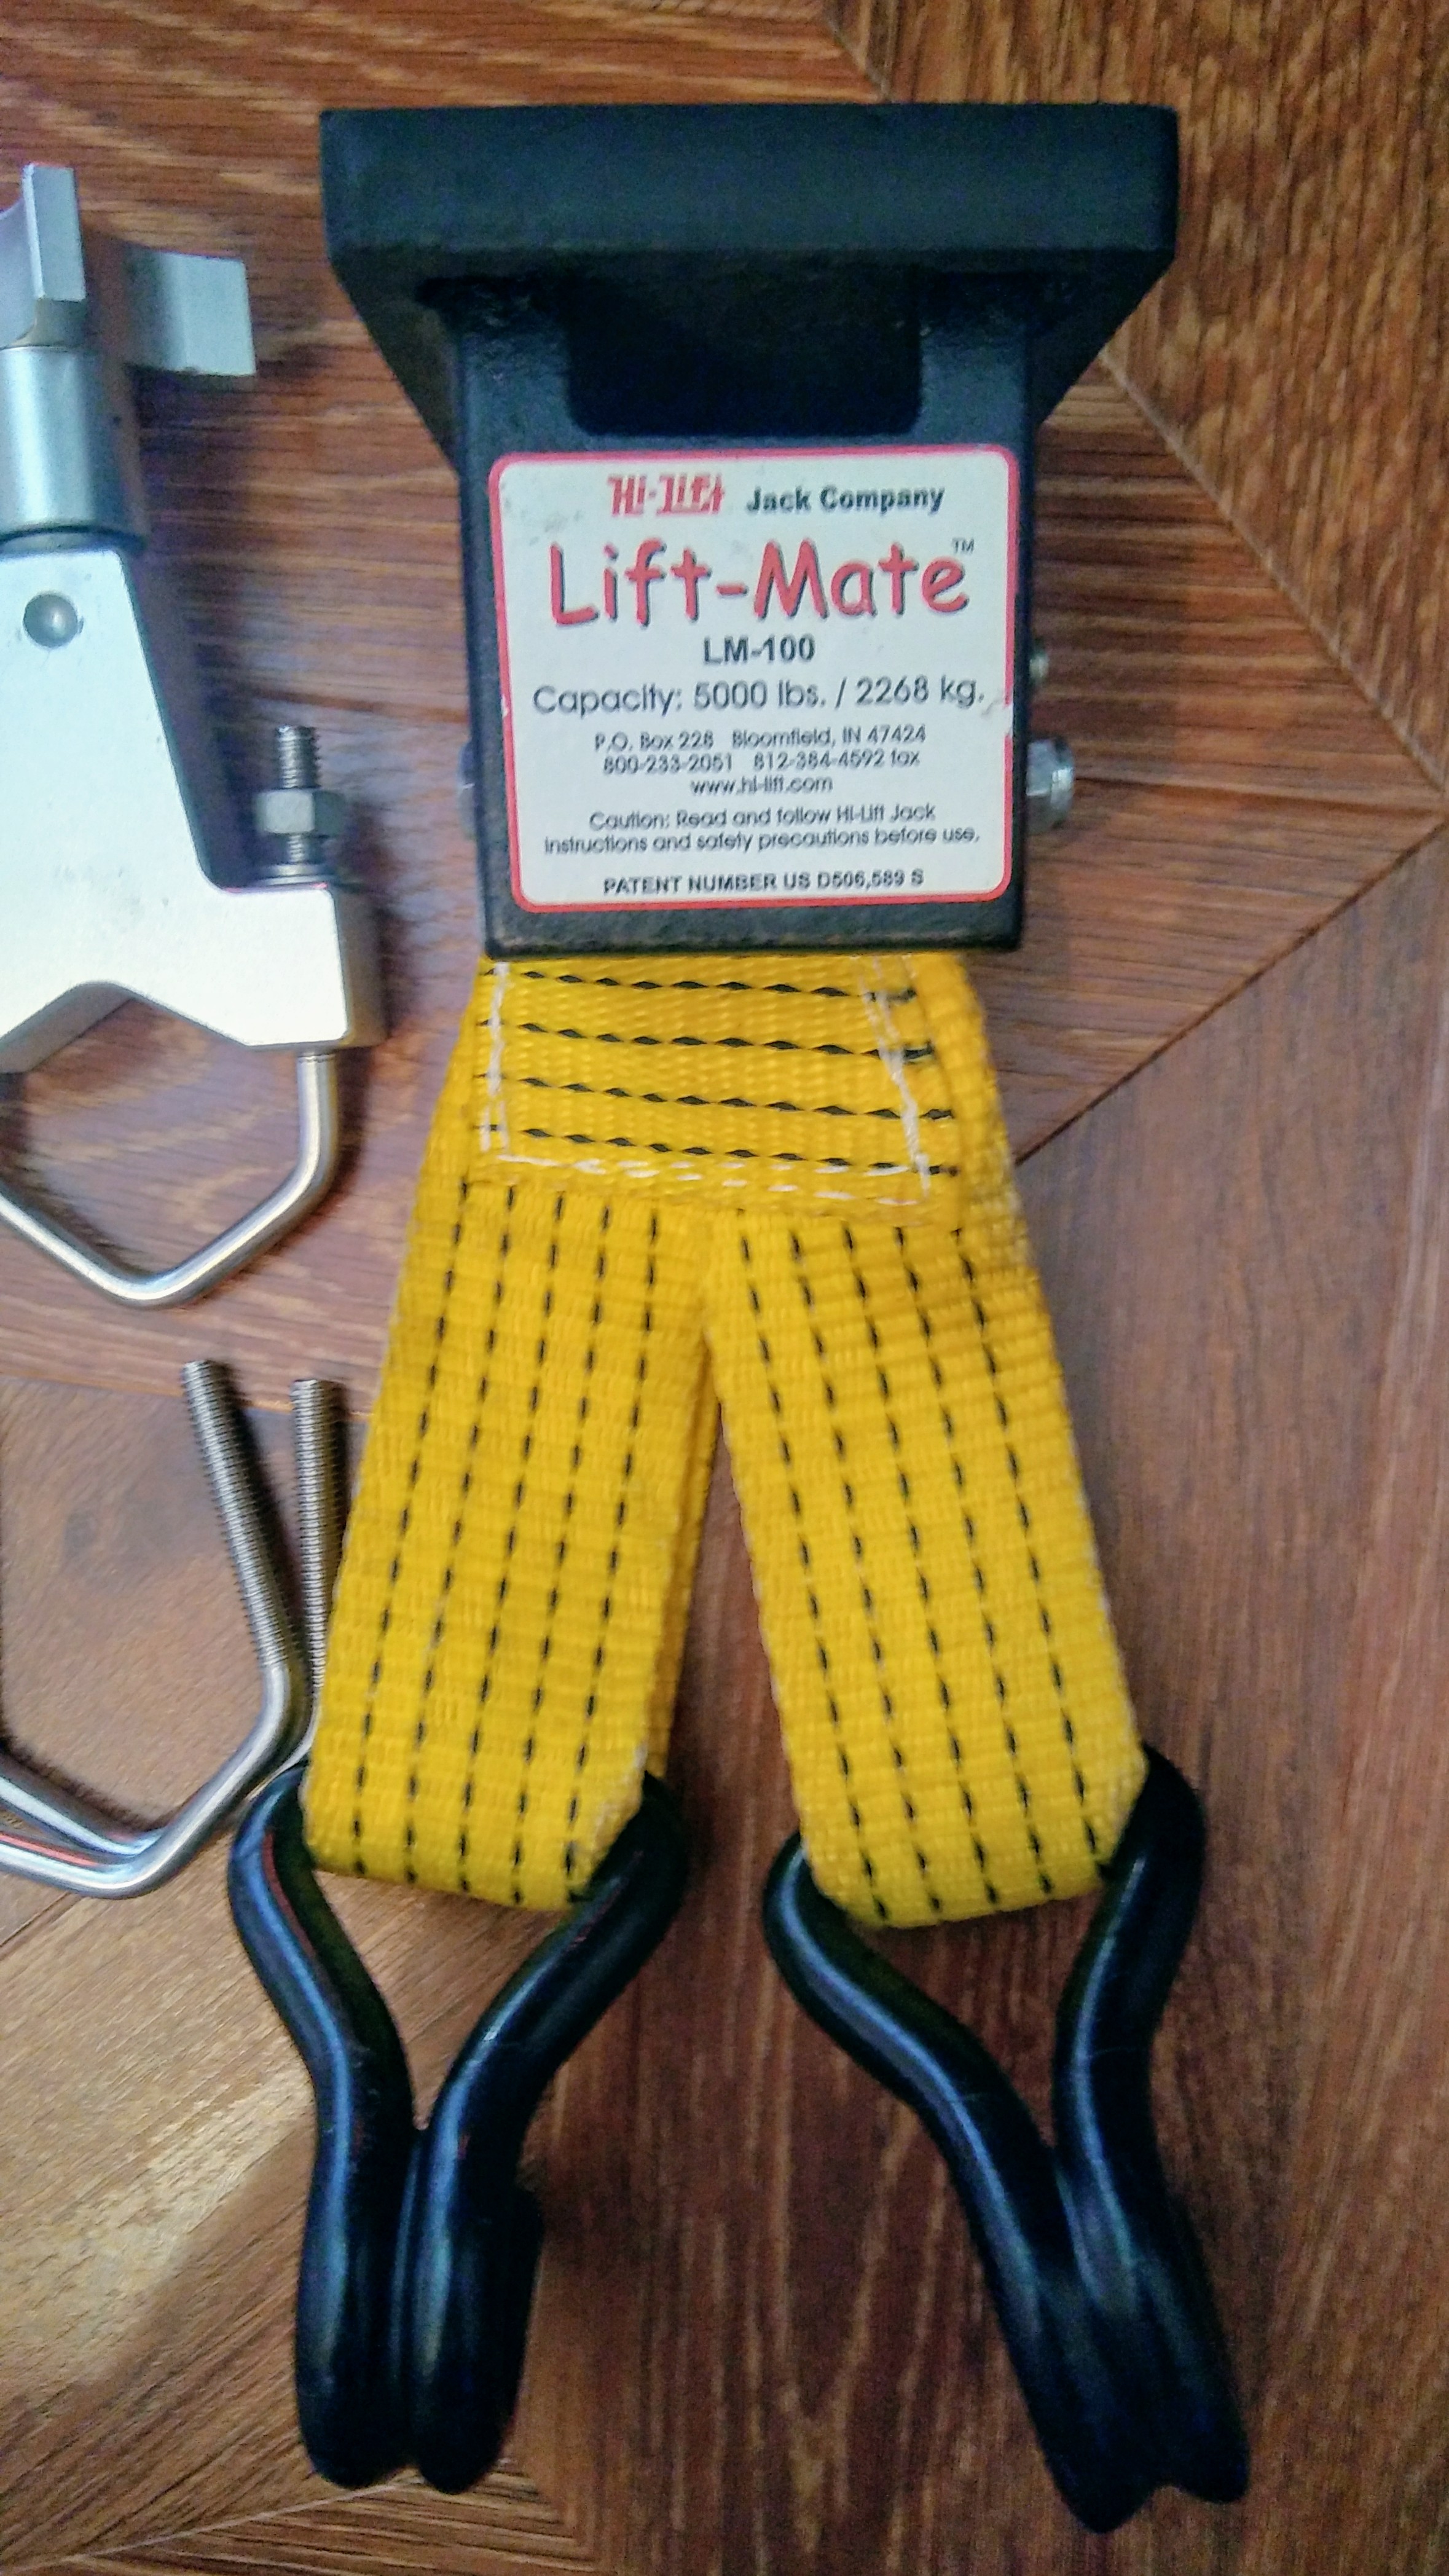 Hi-Lift Jack Company
Lift-Mate™
LM-100
Capacity: 5000 lbs. / 2268 kg.
P.O. Box 228 Bloomfield, IN 47424
800-233-2051 812-384-4592 fax
www.hi-lift.com
Caution: Read and follow Hi-Lift Jack
instructions and safety precautions before use.
PATENT NUMBER US D506,589 S